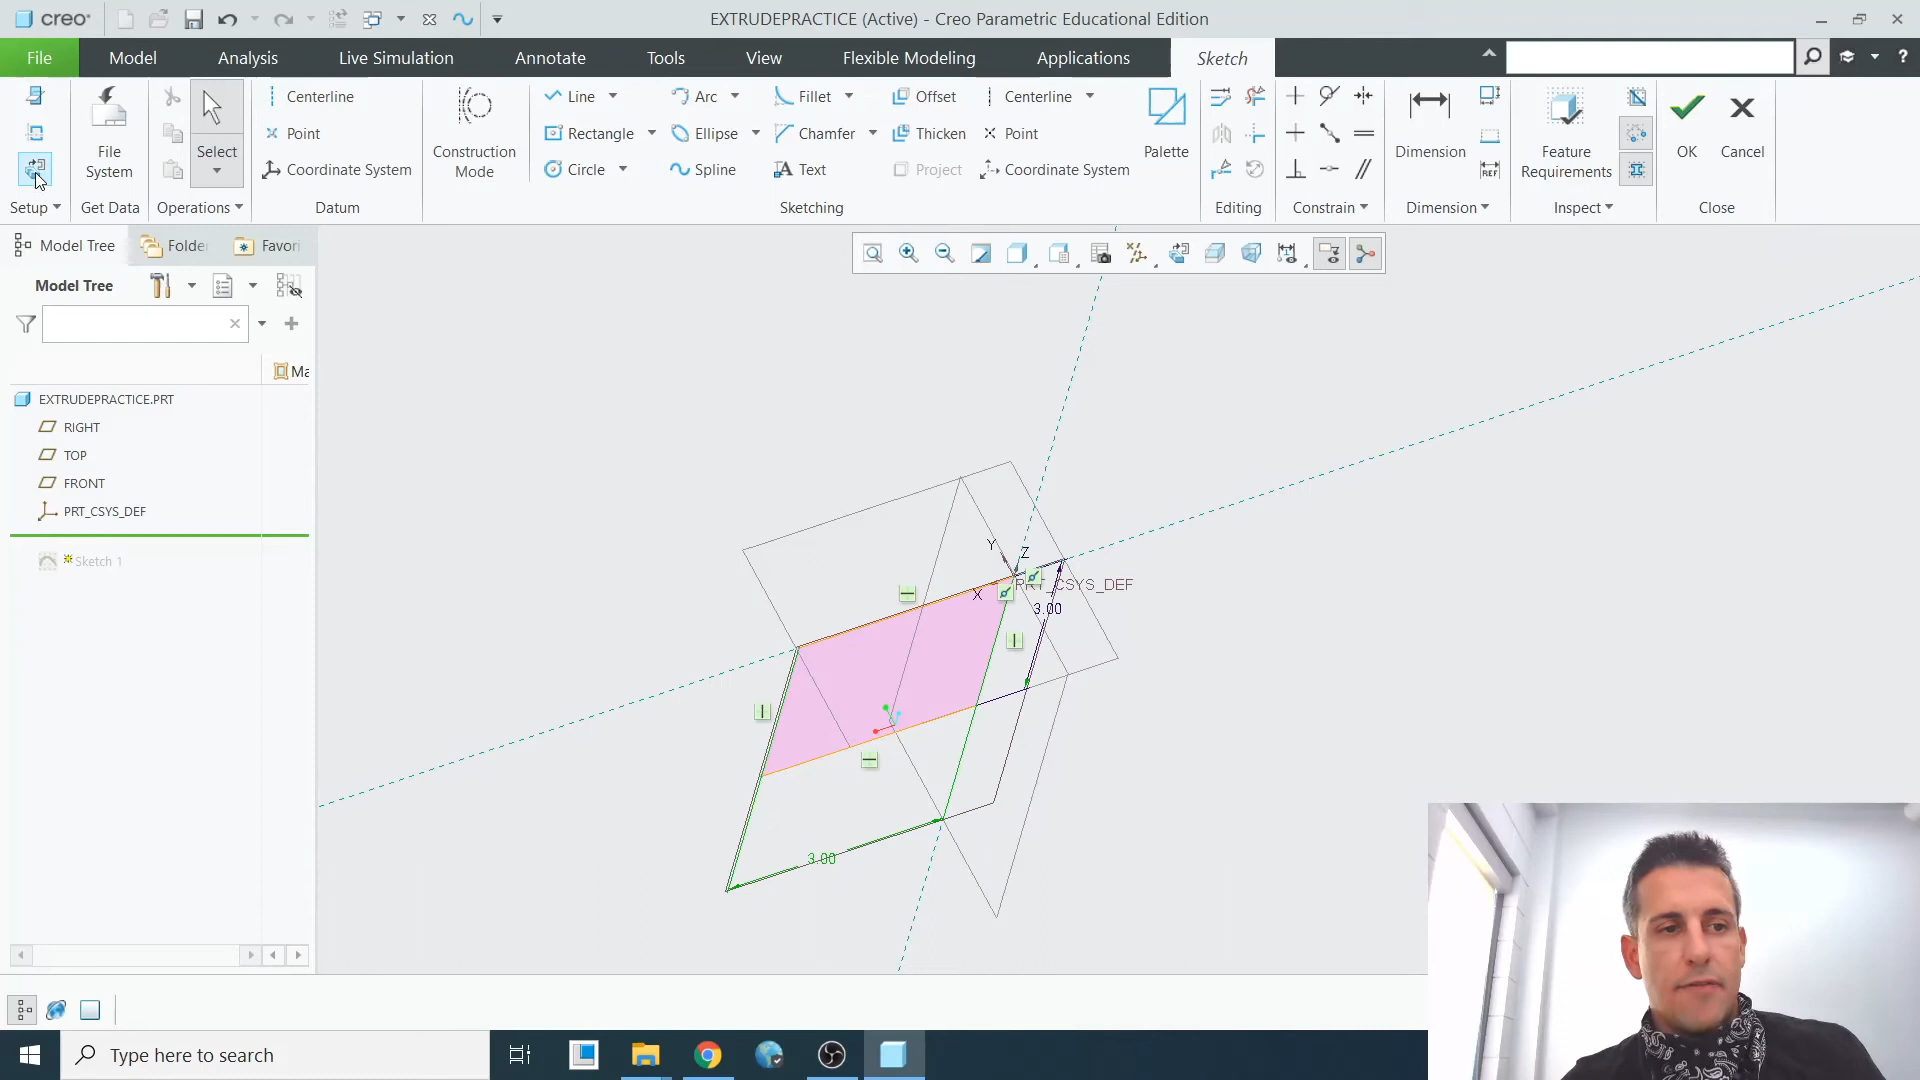 creo
EXTRUDEPRACTICE (Active) - Creo Parametric Educational Edition
File Model Analysis Live Simulation Annotate Tools View Flexible Modeling Applications Sketch
Centerline Line Arc Fillet Offset Centerline
Point Rectangle Ellipse Chamfer Thicken Point
Coordinate System Circle Spline Text Project Coordinate System
File System
Select
Construction Mode
Palette
Dimension
Feature Requirements
OK
Cancel
Setup Get Data Operations Datum Sketching Editing Constrain Dimension Inspect Close
Model Tree Folde Favori
Model Tree
Ma
EXTRUDEPRACTICE.PRT
RIGHT
TOP
FRONT
PRT_CSYS_DEF
Sketch 1
Y
Z
X
PRT_CSYS_DEF
3.00
3.00
REF
?
Type here to search